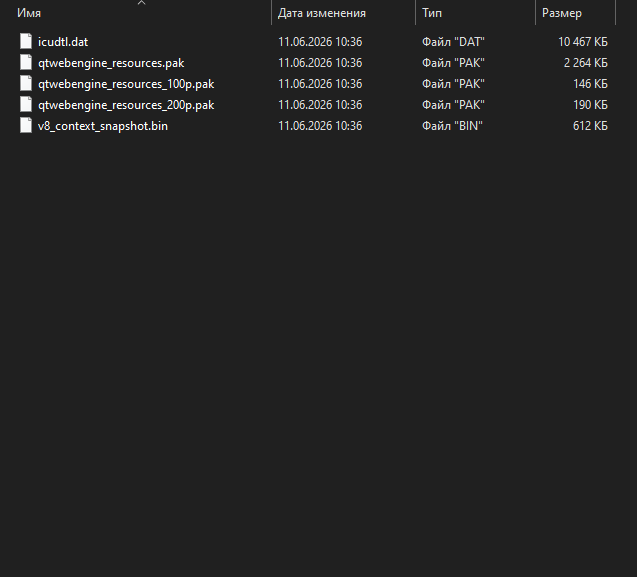 Имя Дата изменения Тип Размер
icudtl.dat 11.06.2026 10:36 Файл "DAT" 10 467 КБ
qtwebengine_resources.pak 11.06.2026 10:36 Файл "PAK" 2 264 КБ
qtwebengine_resources_100p.pak 11.06.2026 10:36 Файл "PAK" 146 КБ
qtwebengine_resources_200p.pak 11.06.2026 10:36 Файл "PAK" 190 КБ
v8_context_snapshot.bin 11.06.2026 10:36 Файл "BIN" 612 КБ